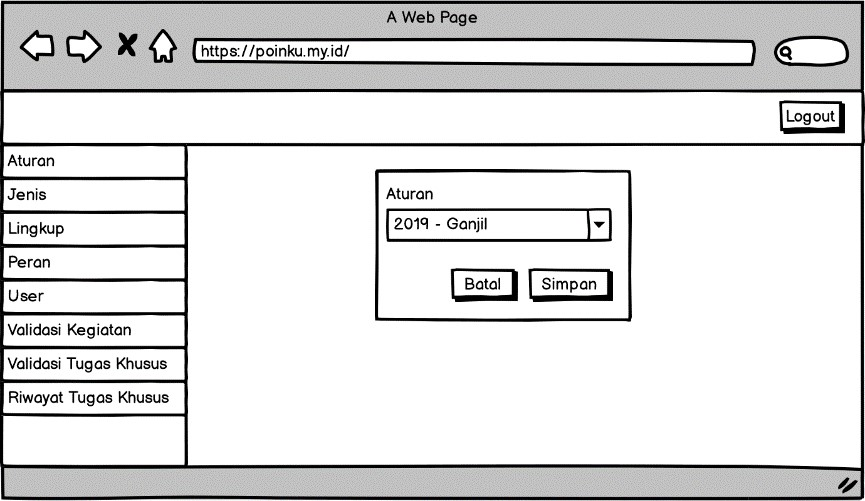 A Web Page
https://poinku.my.id/
Logout
Aturan
Jenis
Lingkup
Peran
User
Validasi Kegiatan
Validasi Tugas Khusus
Riwayat Tugas Khusus
Aturan
2019 - Ganjil
Batal
Simpan